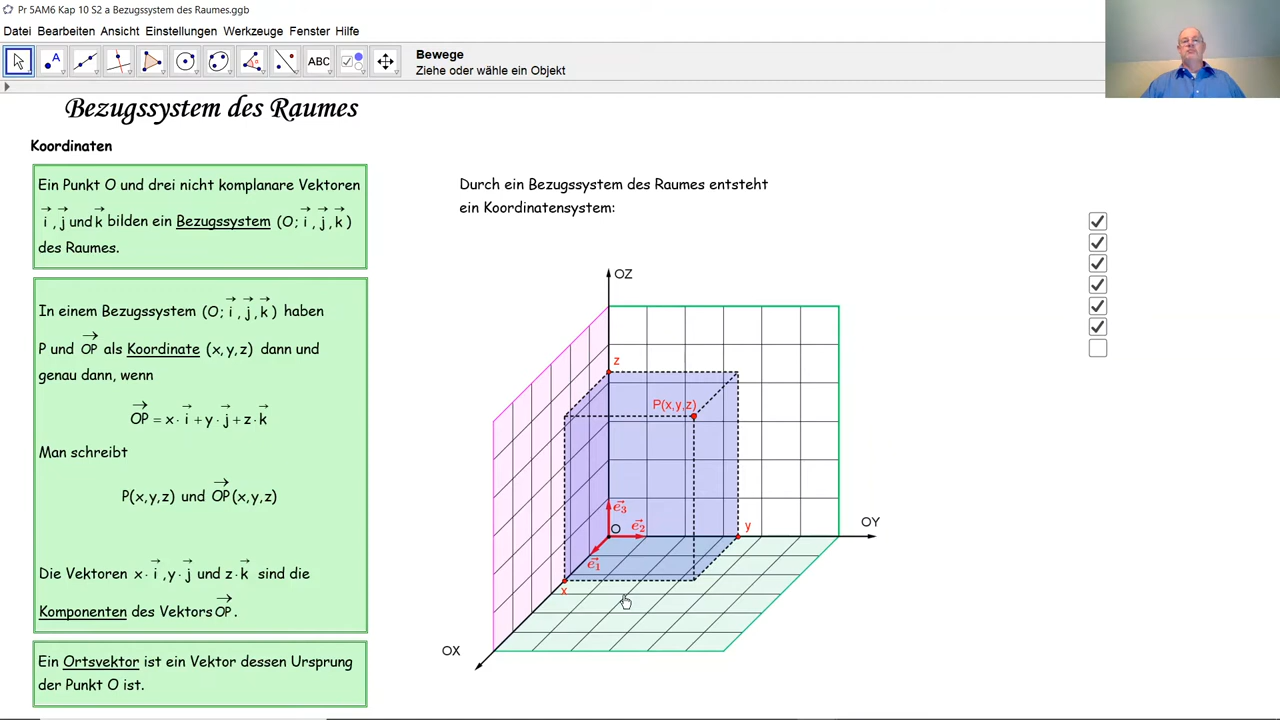 Pr 5AM6 Kap 10 S2 a Bezugssystem des Raumes.ggb
Datei Bearbeiten Ansicht Einstellungen Werkzeuge Fenster Hilfe
A
ABC
Bewege
Ziehe oder wähle ein Objekt
Bezugssystem des Raumes
Koordinaten
Ein Punkt O und drei nicht komplanare Vektoren
i⃗ , j⃗ und k⃗ bilden ein Bezugssystem (O; i⃗ , j⃗ , k⃗ )
des Raumes.
In einem Bezugssystem (O; i⃗ , j⃗ , k⃗ ) haben
P und OP⃗ als Koordinate (x,y,z) dann und
genau dann, wenn
OP⃗ = x · i⃗ + y · j⃗ + z · k⃗
Man schreibt
P(x,y,z) und OP⃗ (x,y,z)
Die Vektoren x · i⃗ , y · j⃗ und z · k⃗ sind die
Komponenten des Vektors OP⃗ .
Ein Ortsvektor ist ein Vektor dessen Ursprung
der Punkt O ist.
Durch ein Bezugssystem des Raumes entsteht
ein Koordinatensystem:
OZ
z
P(x,y,z)
e⃗₃
O
e⃗₂
y
OY
e⃗₁
x
OX